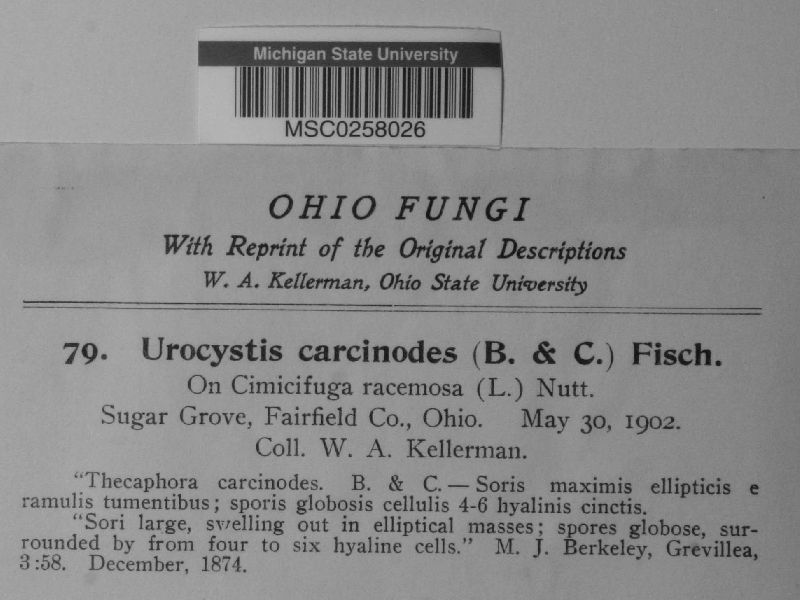 Michigan State University
MSC0258026
OHIO FUNGI
With Reprint of the Original Descriptions
W. A. Kellerman, Ohio State University
79. Urocystis carcinodes (B. & C.) Fisch.
On Cimicifuga racemosa (L.) Nutt.
Sugar Grove, Fairfield Co., Ohio. May 30, 1902.
Coll. W. A. Kellerman.
"Thecaphora carcinodes. B. & C. — Soris maximis ellipticis e
ramulis tumentibus; sporis globosis cellulis 4-6 hyalinis cinctis.
"Sori large, swelling out in elliptical masses; spores globose, sur-
rounded by from four to six hyaline cells." M. J. Berkeley, Grevillea,
3:58. December, 1874.